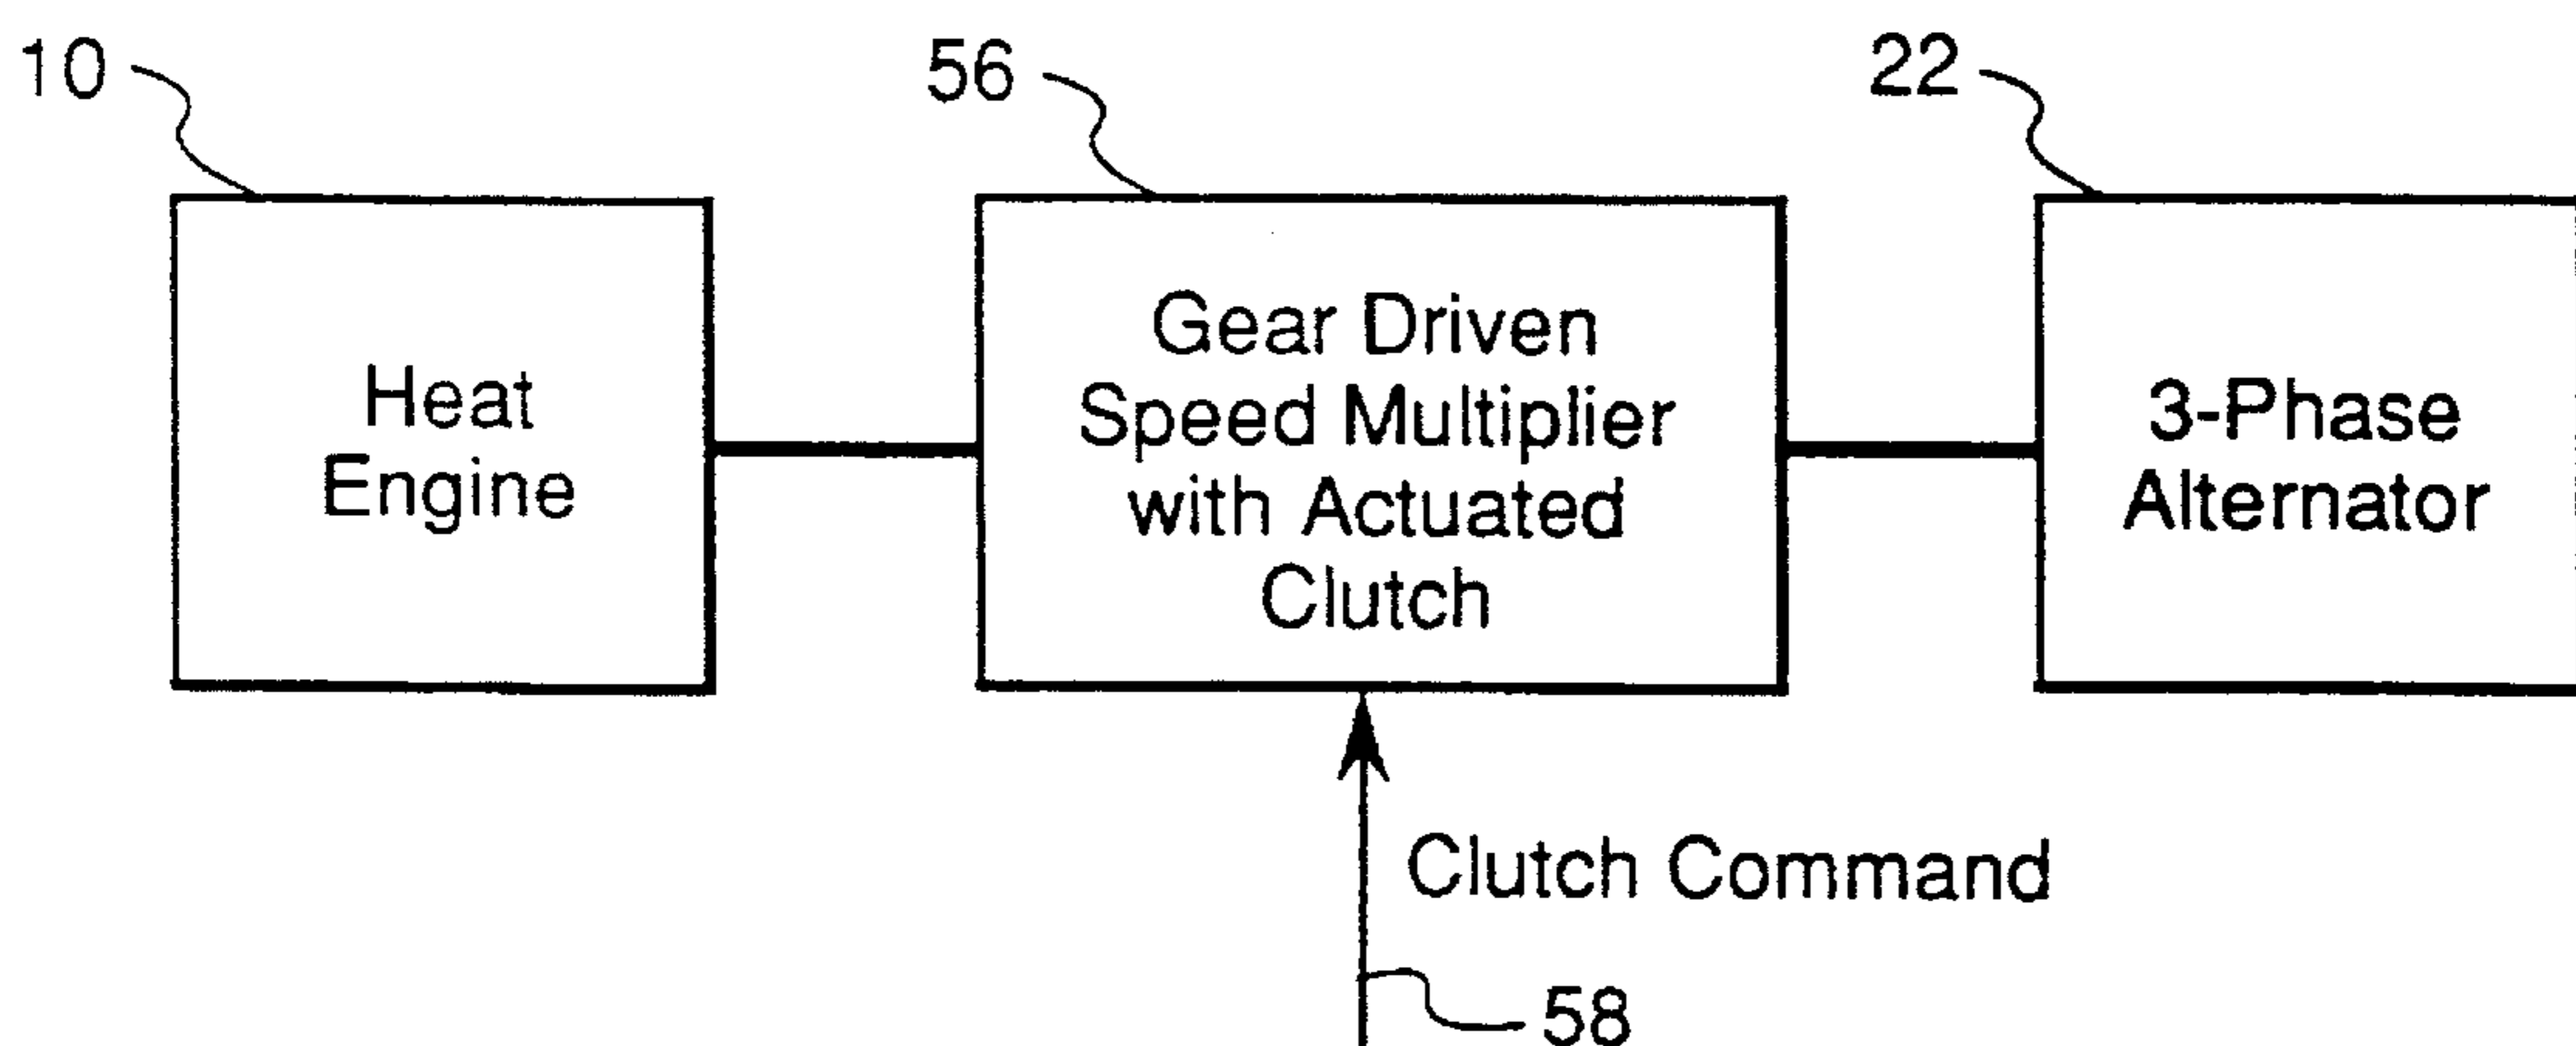 10
56
22
Heat
Engine
Gear Driven
Speed Multiplier
with Actuated
Clutch
3-Phase
Alternator
Clutch Command
58